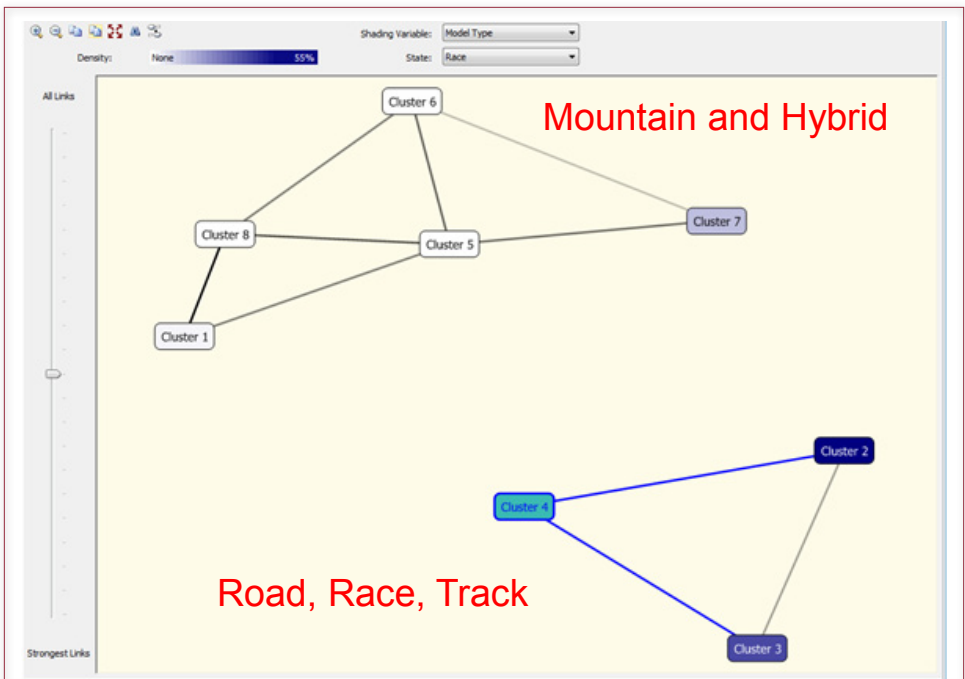 Shading Variable: Model Type
Density: None 55% State: Race
All Links
Cluster 6
Mountain and Hybrid
Cluster 7
Cluster 8
Cluster 5
Cluster 1
Cluster 2
Cluster 4
Road, Race, Track
Cluster 3
Strongest Links